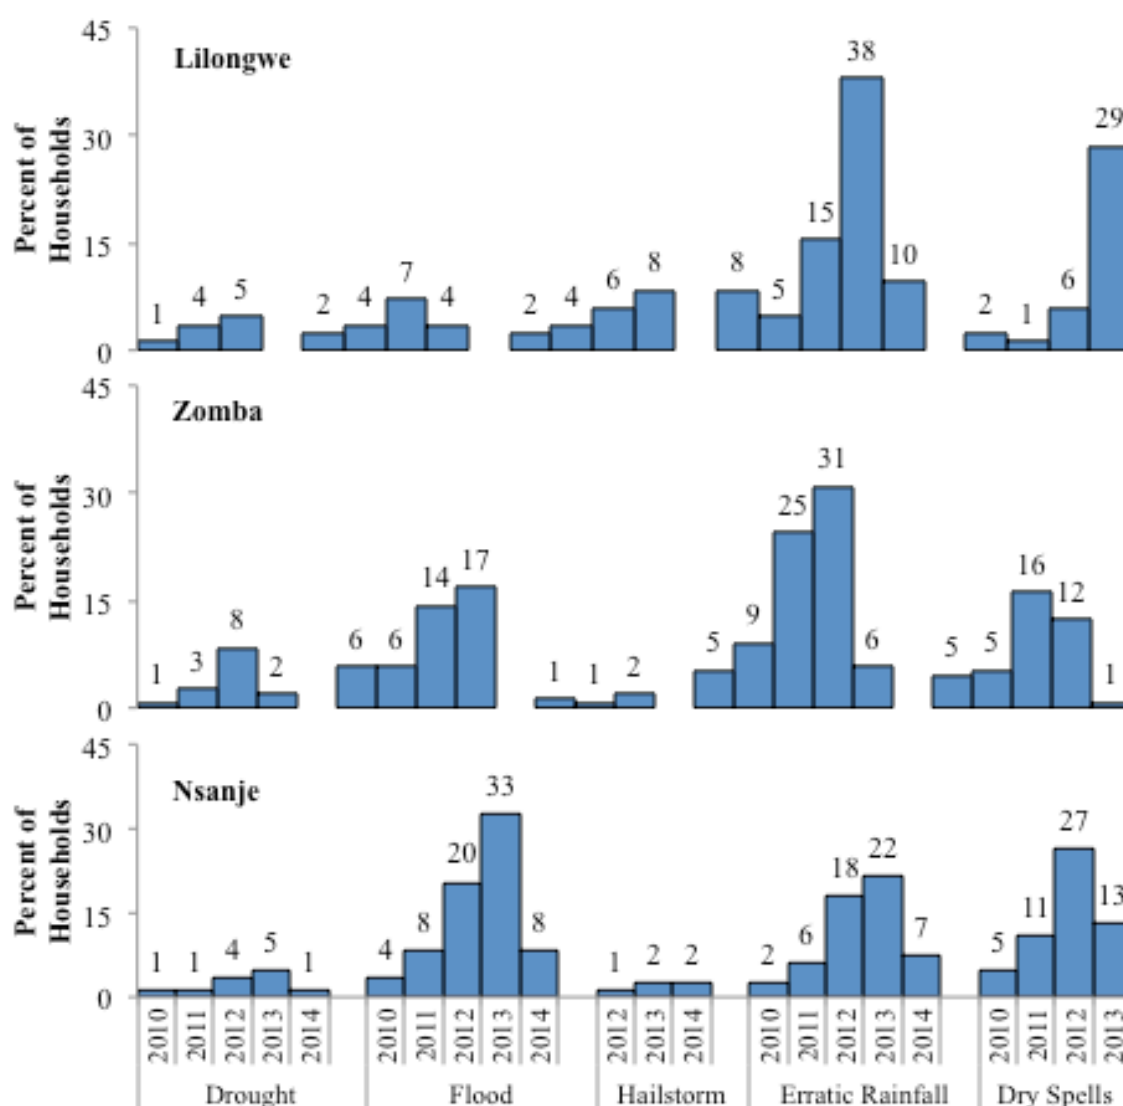 45
30
15
0
Percent of
Households
Lilongwe
1 4 5 2 4 7 4 2 4 6 8 8 5 15 38 10 2 1 6 29
45
30
15
0
Percent of
Households
Zomba
1 3 8 2 6 6 14 17 1 1 2 5 9 25 31 6 5 5 16 12 1
45
30
15
0
Percent of
Households
Nsanje
1 1 4 5 1 4 8 20 33 8 1 2 2 2 6 18 22 7 5 11 27 13
2010 2011 2012 2013 2014 2010 2011 2012 2013 2014 2012 2013 2014 2010 2011 2012 2013 2014 2010 2011 2012 2013
Drought Flood Hailstorm Erratic Rainfall Dry Spells